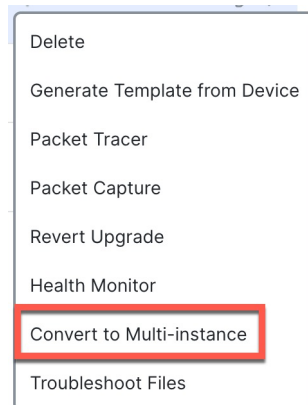 Delete
Generate Template from Device
Packet Tracer
Packet Capture
Revert Upgrade
Health Monitor
Convert to Multi-instance
Troubleshoot Files